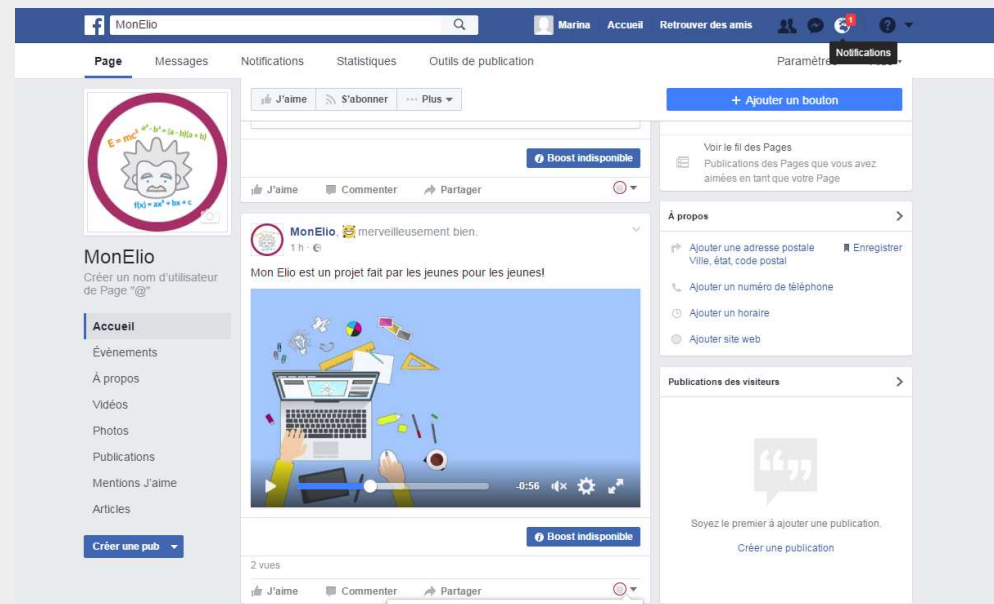 MonElio
Marina Accueil Retrouver des amis 1
Notifications
Page Messages Notifications Statistiques Outils de publication Paramètres
E = mc² a² - b² = (a - b)(a + b)
f(x) = ax² + bx + c
MonElio
Créer un nom d'utilisateur
de Page "@"
Accueil
Évènements
À propos
Vidéos
Photos
Publications
Mentions J'aime
Articles
Créer une pub
J'aime S'abonner ··· Plus
Boost indisponible
J'aime Commenter Partager
MonElio, merveilleusement bien.
1 h ·
Mon Elio est un projet fait par les jeunes pour les jeunes!
-0:56
Boost indisponible
2 vues
J'aime Commenter Partager
+ Ajouter un bouton
Voir le fil des Pages
Publications des Pages que vous avez
aimées en tant que votre Page
À propos
Ajouter une adresse postale Enregistrer
Ville, état, code postal
Ajouter un numéro de téléphone
Ajouter un horaire
Ajouter site web
Publications des visiteurs
Soyez le premier à ajouter une publication.
Créer une publication